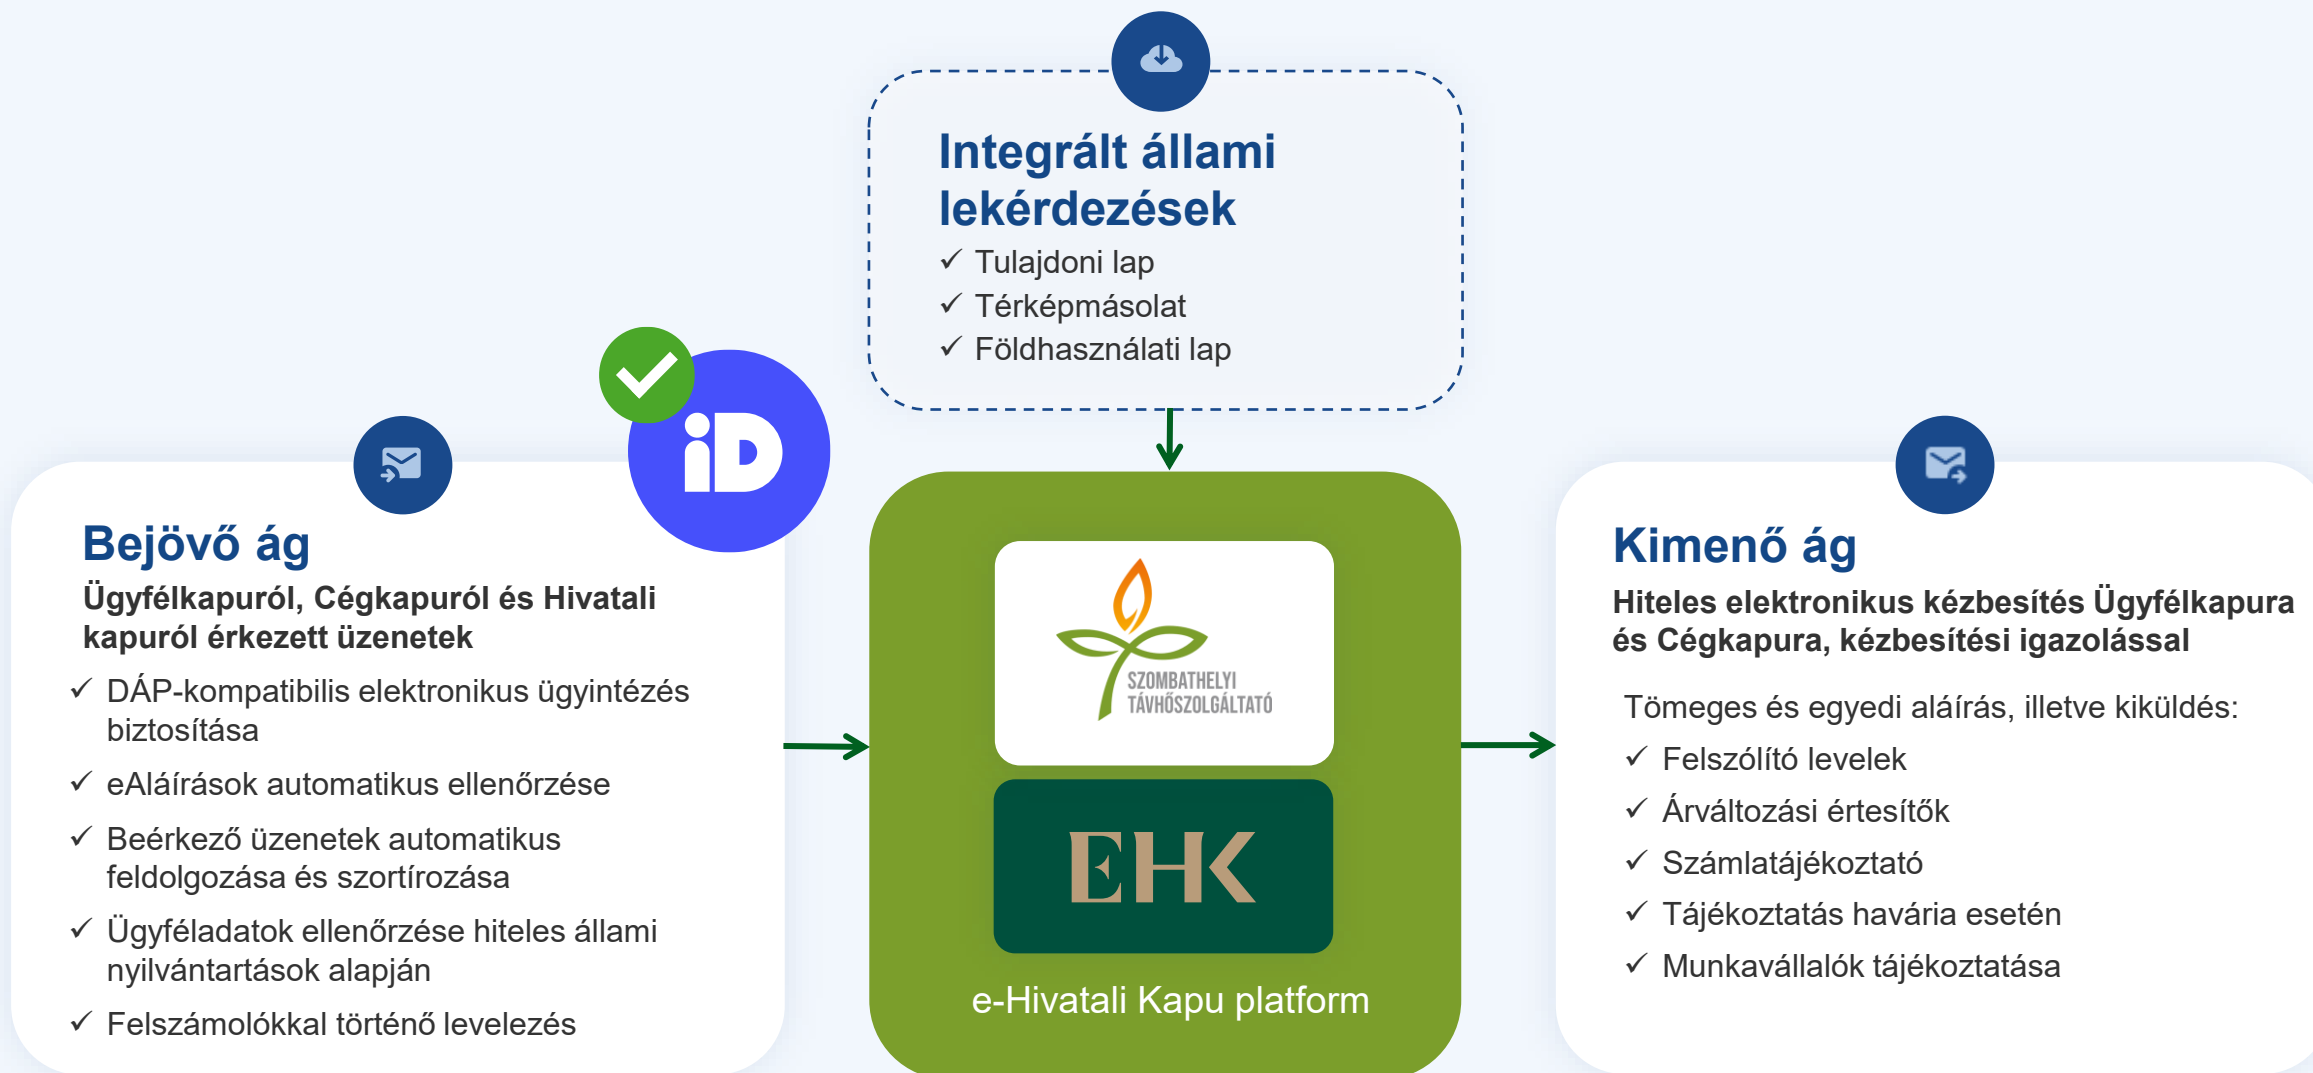 Integrált állami
lekérdezések
✓ Tulajdoni lap
✓ Térképmásolat
✓ Földhasználati lap
iD
Bejövő ág
Ügyfélkapuról, Cégkapuról és Hivatali
kapuról érkezett üzenetek
✓ DÁP-kompatibilis elektronikus ügyintézés
biztosítása
✓ eAláírások automatikus ellenőrzése
✓ Beérkező üzenetek automatikus
feldolgozása és szortírozása
✓ Ügyféladatok ellenőrzése hiteles állami
nyilvántartások alapján
✓ Felszámolókkal történő levelezés
SZOMBATHELYI
TÁVHŐSZOLGÁLTATÓ
EHK
e-Hivatali Kapu platform
Kimenő ág
Hiteles elektronikus kézbesítés Ügyfélkapura
és Cégkapura, kézbesítési igazolással
Tömeges és egyedi aláírás, illetve kiküldés:
✓ Felszólító levelek
✓ Árváltozási értesítők
✓ Számlatájékoztató
✓ Tájékoztatás havária esetén
✓ Munkavállalók tájékoztatása